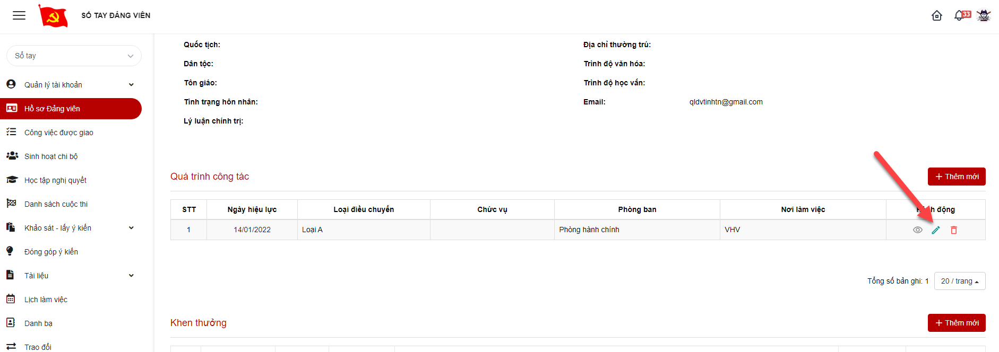 SỔ TAY ĐẢNG VIÊN
33
Sổ tay
Quản lý tài khoản
Hồ sơ Đảng viên
Công việc được giao
Sinh hoạt chi bộ
Học tập nghị quyết
Danh sách cuộc thi
Khảo sát - lấy ý kiến
Đóng góp ý kiến
Tài liệu
Lịch làm việc
Danh bạ
Trao đổi
Quốc tịch:
Địa chỉ thường trú:
Dân tộc:
Trình độ văn hóa:
Tôn giáo:
Trình độ học vấn:
Tình trạng hôn nhân:
Email: qldvtinhtn@gmail.com
Lý luận chính trị:
Quá trình công tác
Thêm mới
STT Ngày hiệu lực Loại điều chuyển Chức vụ Phòng ban Nơi làm việc động
1 14/01/2022 Loại A Phòng hành chính VHV
Tổng số bản ghi: 1 20 / trang
Khen thưởng
Thêm mới